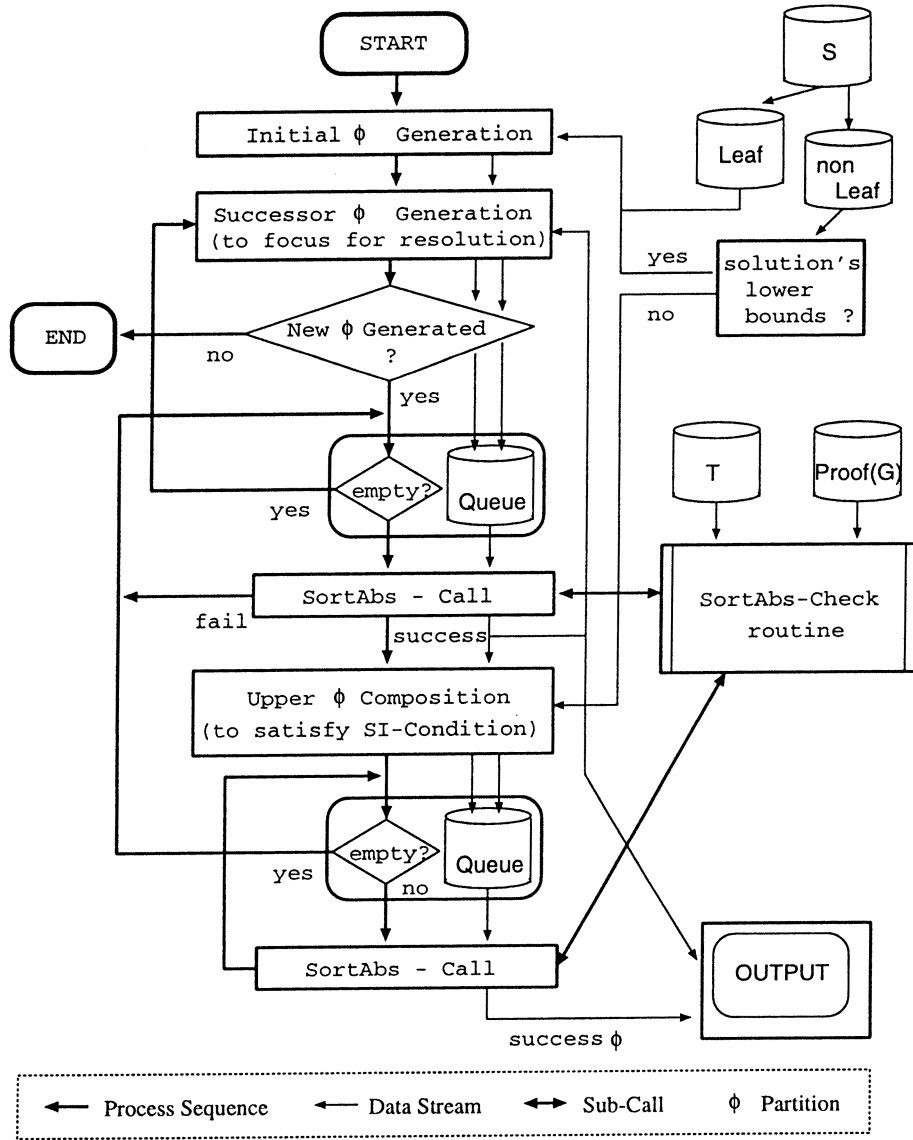 START
S
Initial ϕ Generation
Leaf
non
Leaf
Successor ϕ Generation
(to focus for resolution)
yes
solution's
lower
bounds ?
no
END
no
New ϕ Generated
?
yes
T
Proof(G)
empty?
Queue
yes
SortAbs - Call
SortAbs-Check
routine
fail
success
Upper ϕ Composition
(to satisfy SI-Condition)
empty?
Queue
yes
no
SortAbs - Call
OUTPUT
success ϕ
Process Sequence
Data Stream
Sub-Call
ϕ Partition